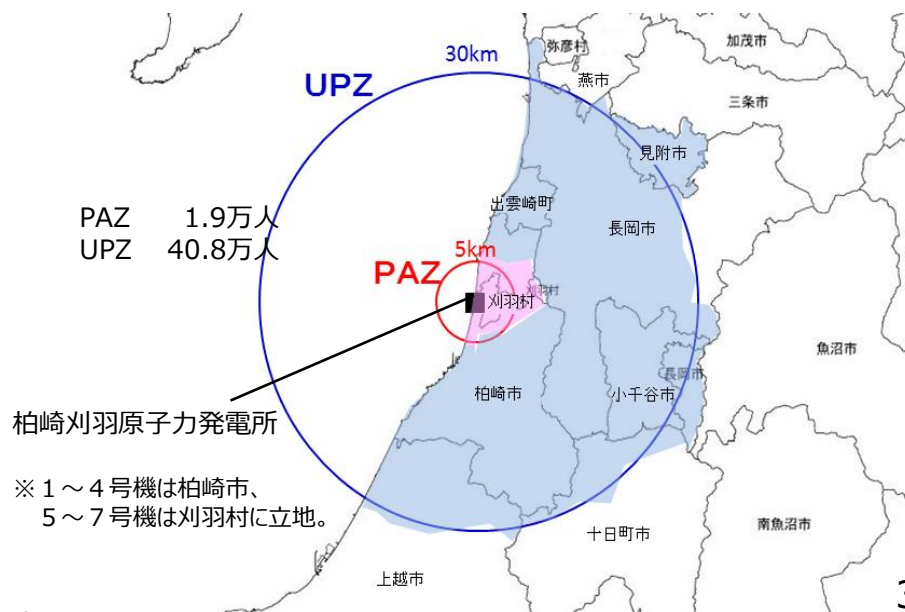 弥彦村
加茂市
30km
燕市
UPZ
三条市
見附市
出雲崎町
PAZ 1.9万人
長岡市
UPZ 40.8万人
5km
PAZ
刈羽村
刈羽村
魚沼市
長岡市
柏崎市
小千谷市
柏崎刈羽原子力発電所
※１～４号機は柏崎市、
５～７号機は刈羽村に立地。
十日町市
南魚沼市
上越市
3